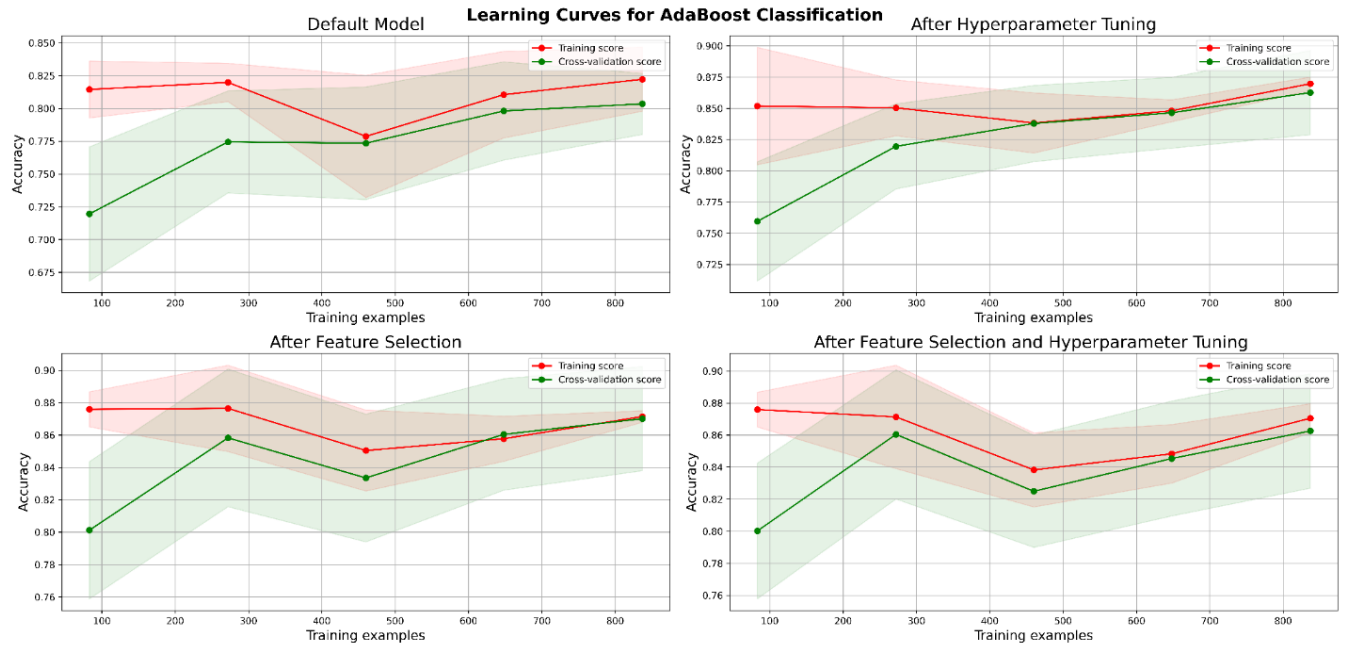 Learning Curves for AdaBoost Classification
Default Model
Training score
Cross-validation score
0.850
0.825
0.800
0.775
0.750
0.725
0.700
0.675
Accuracy
100 200 300 400 500 600 700 800
Training examples
After Hyperparameter Tuning
Training score
Cross-validation score
0.900
0.875
0.850
0.825
0.800
0.775
0.750
0.725
Accuracy
100 200 300 400 500 600 700 800
Training examples
After Feature Selection
Training score
Cross-validation score
0.90
0.88
0.86
0.84
0.82
0.80
0.78
0.76
Accuracy
100 200 300 400 500 600 700 800
Training examples
After Feature Selection and Hyperparameter Tuning
Training score
Cross-validation score
0.90
0.88
0.86
0.84
0.82
0.80
0.78
0.76
Accuracy
100 200 300 400 500 600 700 800
Training examples